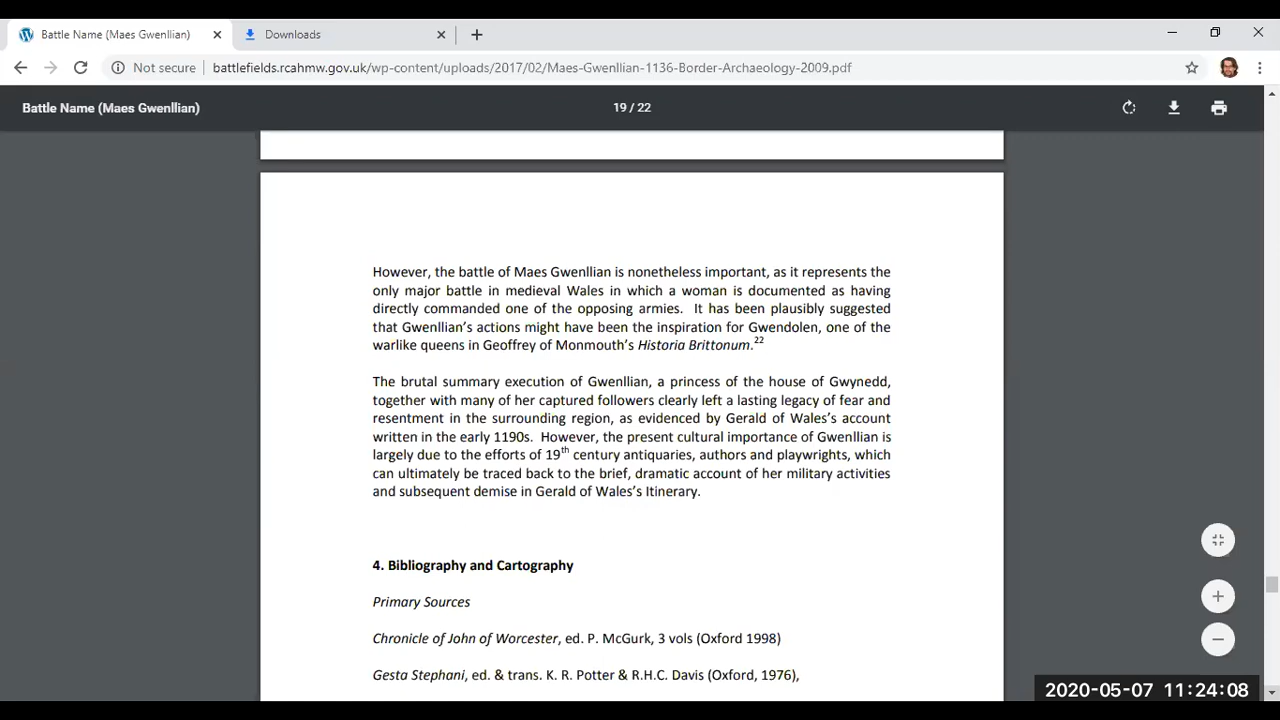 Battle Name (Maes Gwenllian)
Downloads
Not secure
battlefields.rcahmw.gov.uk/wp-content/uploads/2017/02/Maes-Gwenllian-1136-Border-Archaeology-2009.pdf
Battle Name (Maes Gwenllian)
19 / 22
However, the battle of Maes Gwenllian is nonetheless important, as it represents the
only major battle in medieval Wales in which a woman is documented as having
directly commanded one of the opposing armies. It has been plausibly suggested
that Gwenllian's actions might have been the inspiration for Gwendolen, one of the
warlike queens in Geoffrey of Monmouth's Historia Brittonum.22
The brutal summary execution of Gwenllian, a princess of the house of Gwynedd,
together with many of her captured followers clearly left a lasting legacy of fear and
resentment in the surrounding region, as evidenced by Gerald of Wales's account
written in the early 1190s. However, the present cultural importance of Gwenllian is
largely due to the efforts of 19th century antiquaries, authors and playwrights, which
can ultimately be traced back to the brief, dramatic account of her military activities
and subsequent demise in Gerald of Wales's Itinerary.
4. Bibliography and Cartography
Primary Sources
Chronicle of John of Worcester, ed. P. McGurk, 3 vols (Oxford 1998)
Gesta Stephani, ed. & trans. K. R. Potter & R.H.C. Davis (Oxford, 1976),
2020-05-07 11:24:08